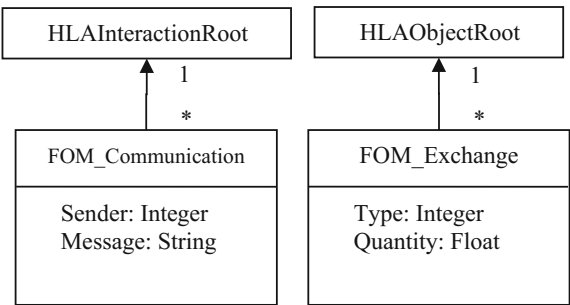 HLAInteractionRoot
1
*
FOM_Communication
Sender: Integer
Message: String
HLAObjectRoot
1
*
FOM_Exchange
Type: Integer
Quantity: Float